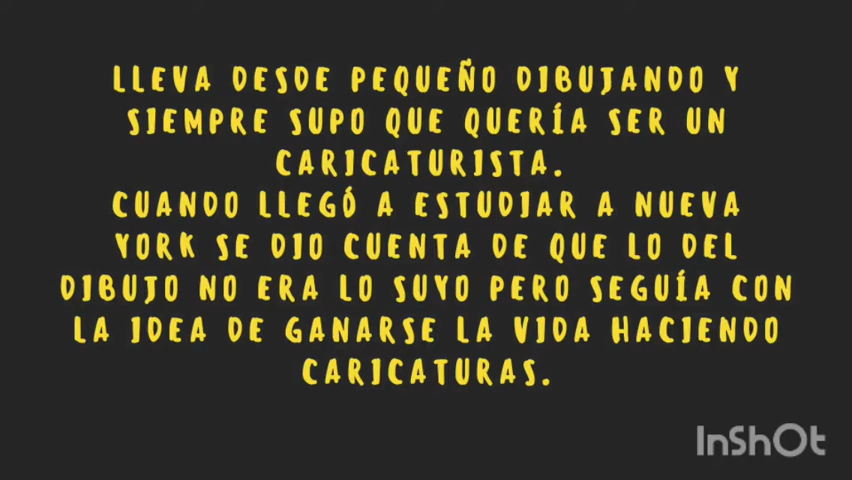 LLEVA DESDE PEQUEÑO DIBUJANDO Y
SIEMPRE SUPO QUE QUERÍA SER UN
CARICATURISTA.
CUANDO LLEGÓ A ESTUDIAR A NUEVA
YORK SE DIO CUENTA DE QUE LO DEL
DIBUJO NO ERA LO SUYO PERO SEGUÍA CON
LA IDEA DE GANARSE LA VIDA HACIENDO
CARICATURAS.
InShOt